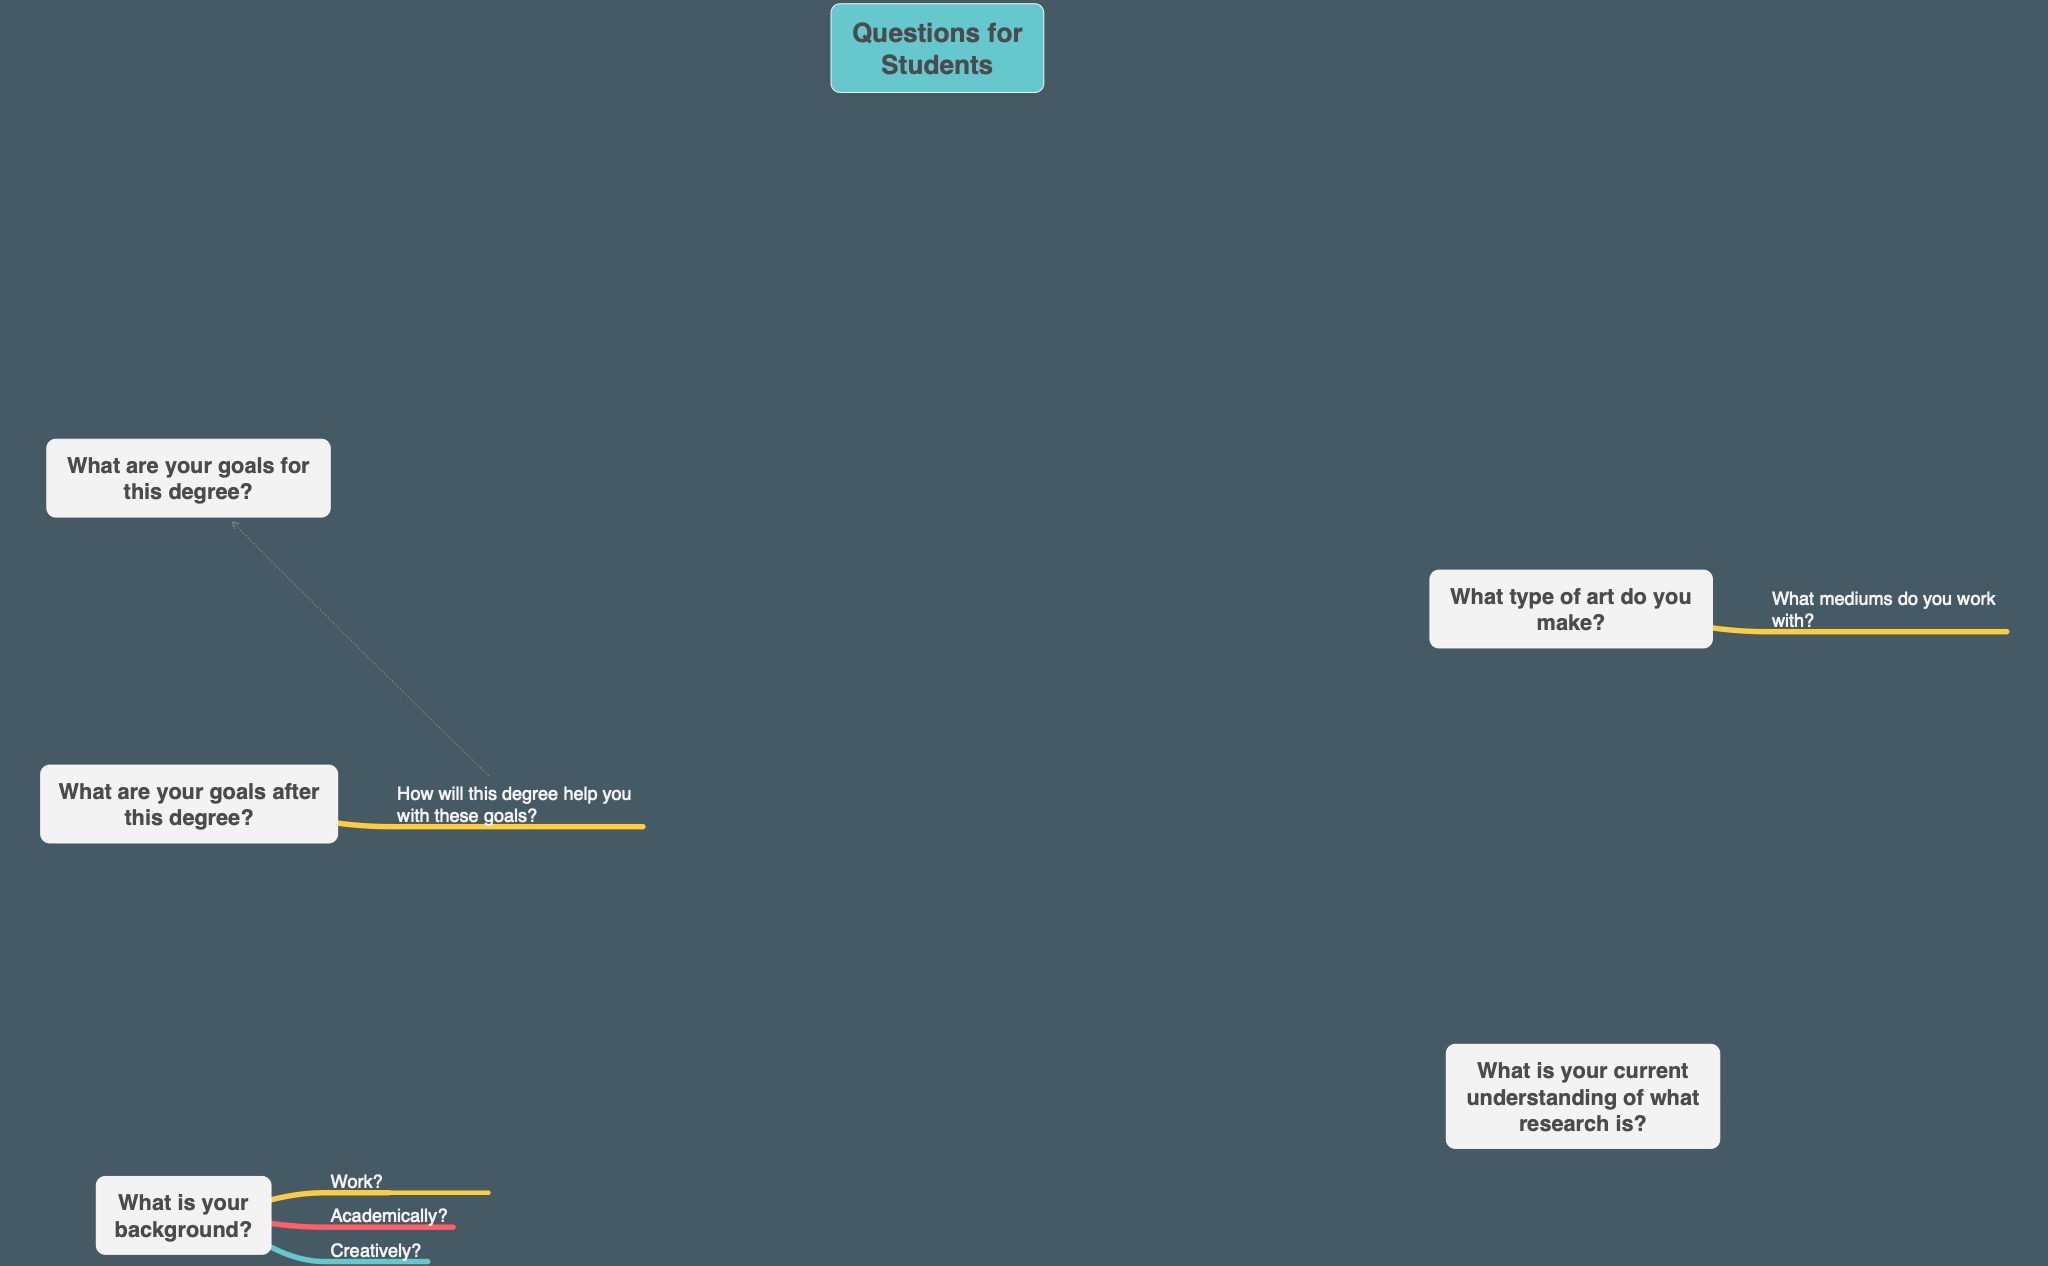 Questions for
Students
What are your goals for
this degree?
What type of art do you
make?
What mediums do you work
with?
What are your goals after
this degree?
How will this degree help you
with these goals?
What is your current
understanding of what
research is?
What is your
background?
Work?
Academically?
Creatively?